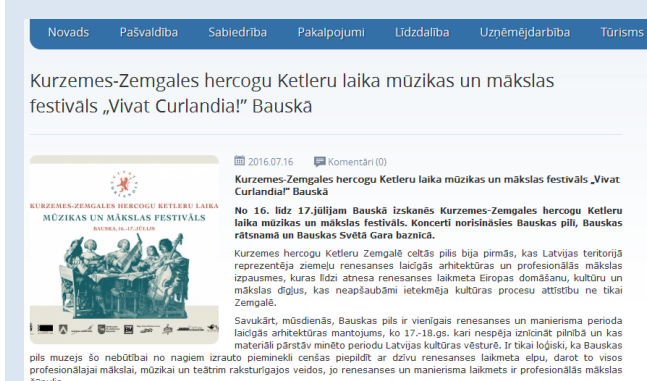 Novads Pašvaldība Sabiedrība Pakalpojumi Līdzdalība Uzņēmējdarbība Tūrisms
Kurzemes-Zemgales hercogu Ketleru laika mūzikas un mākslas
festivāls „Vivat Curlandia!” Bauskā
KURZEMES-ZEMGALES HERCOGU KETLERU LAIKA
MŪZIKAS UN MĀKSLAS FESTIVĀLS
BAUSKA, 16.-17. JŪLIJS
2016.07.16 Komentāri (0)
Kurzemes-Zemgales hercogu Ketleru laika mūzikas un mākslas festivāls „Vivat
Curlandia!” Bauskā
No 16. līdz 17.jūlijam Bauskā izskanēs Kurzemes-Zemgales hercogu Ketleru
laika mūzikas un mākslas festivāls. Koncerti norisināsies Bauskas pilī, Bauskas
rātsnamā un Bauskas Svētā Gara baznīcā.
Kurzemes hercogu Ketleru Zemgalē celtās pilis bija pirmās, kas Latvijas teritorijā
reprezentēja ziemeļu renesanses laicīgās arhitektūras un profesionālās mākslas
izpausmes, kuras līdzi atnesa renesanses laikmeta Eiropas domāšanu, kultūru un
mākslas dīgļus, kas neapšaubāmi ietekmēja kultūras procesu attīstību ne tikai
Zemgalē.
Savukārt, mūsdienās, Bauskas pils ir vienīgais renesanses un manierisma perioda
laicīgās arhitektūras mantojums, ko 17.-18.gs. kari nespēja iznīcināt pilnībā un kas
materiāli pārstāv minēto periodu Latvijas kultūras vēsturē. Ir tikai loģiski, ka Bauskas
pils muzejs šo nebūtībai no nagiem izrauto pieminekli cenšas piepildīt ar dzīvu renesanses laikmeta elpu, darot to visos
profesionālajai mākslai, mūzikai un teātrim raksturīgajos veidos, jo renesanses un manierisma laikmets ir profesionālās mākslas